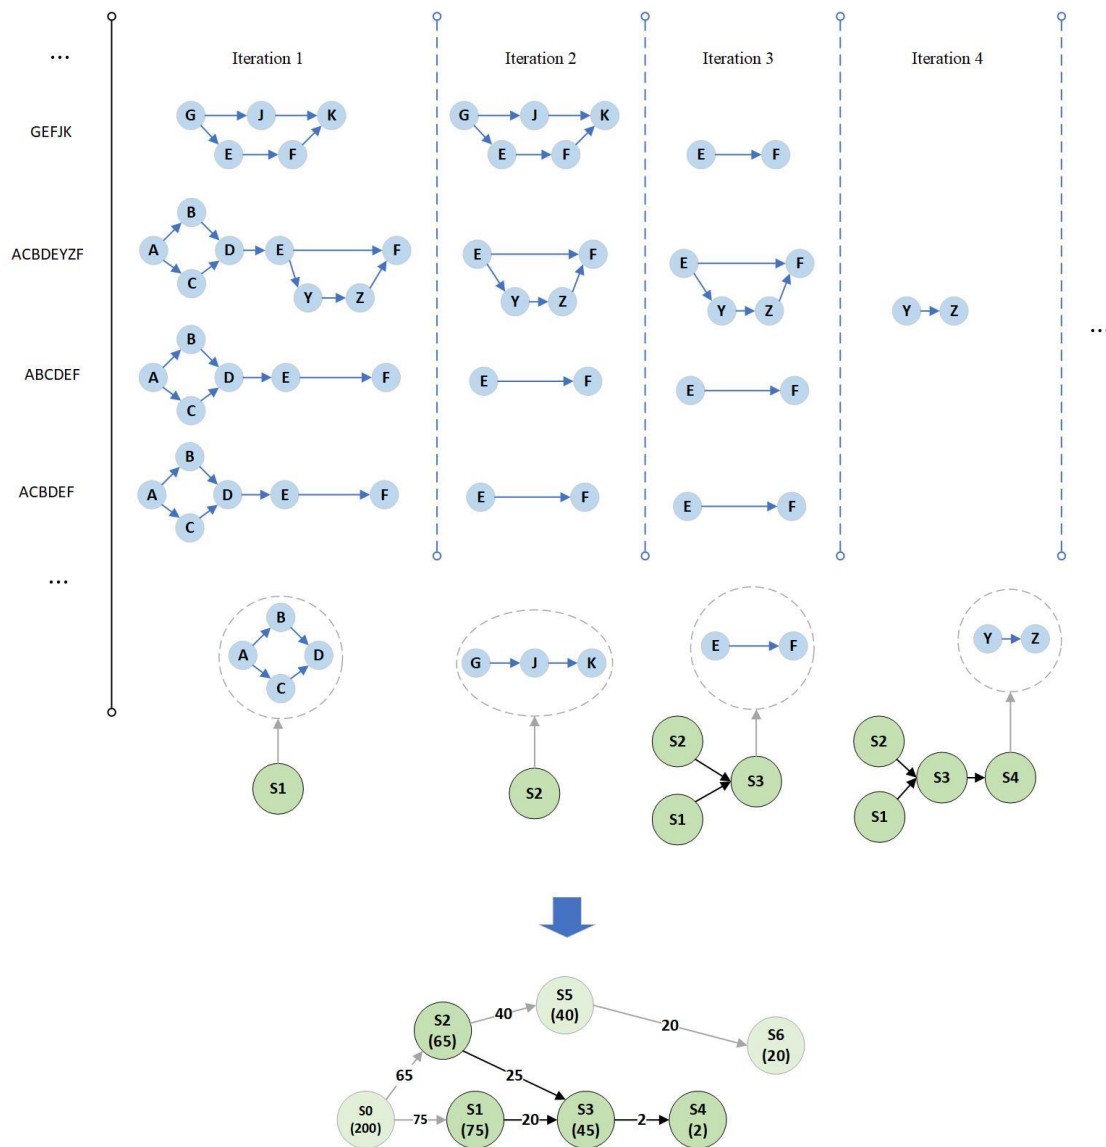 ... Iteration 1 Iteration 2 Iteration 3 Iteration 4
G J K G J K
GEFJK
E F E F E F
B
ACBDEYZF A D E F E F E F
C Y Z Y Z Y Z Y Z
B
...
ABCDEF A D E F E F E F
C
B
ACBDEF A D E F E F E F
C
...
B
A D G J K E F Y Z
C
S2 S2
S1 S2 S3 S3 S4
S1 S1
S5
(40)
40
S2
(65)
20
S6
(20)
65 25
S0
(200)
75
S1
(75)
20
S3
(45)
2
S4
(2)